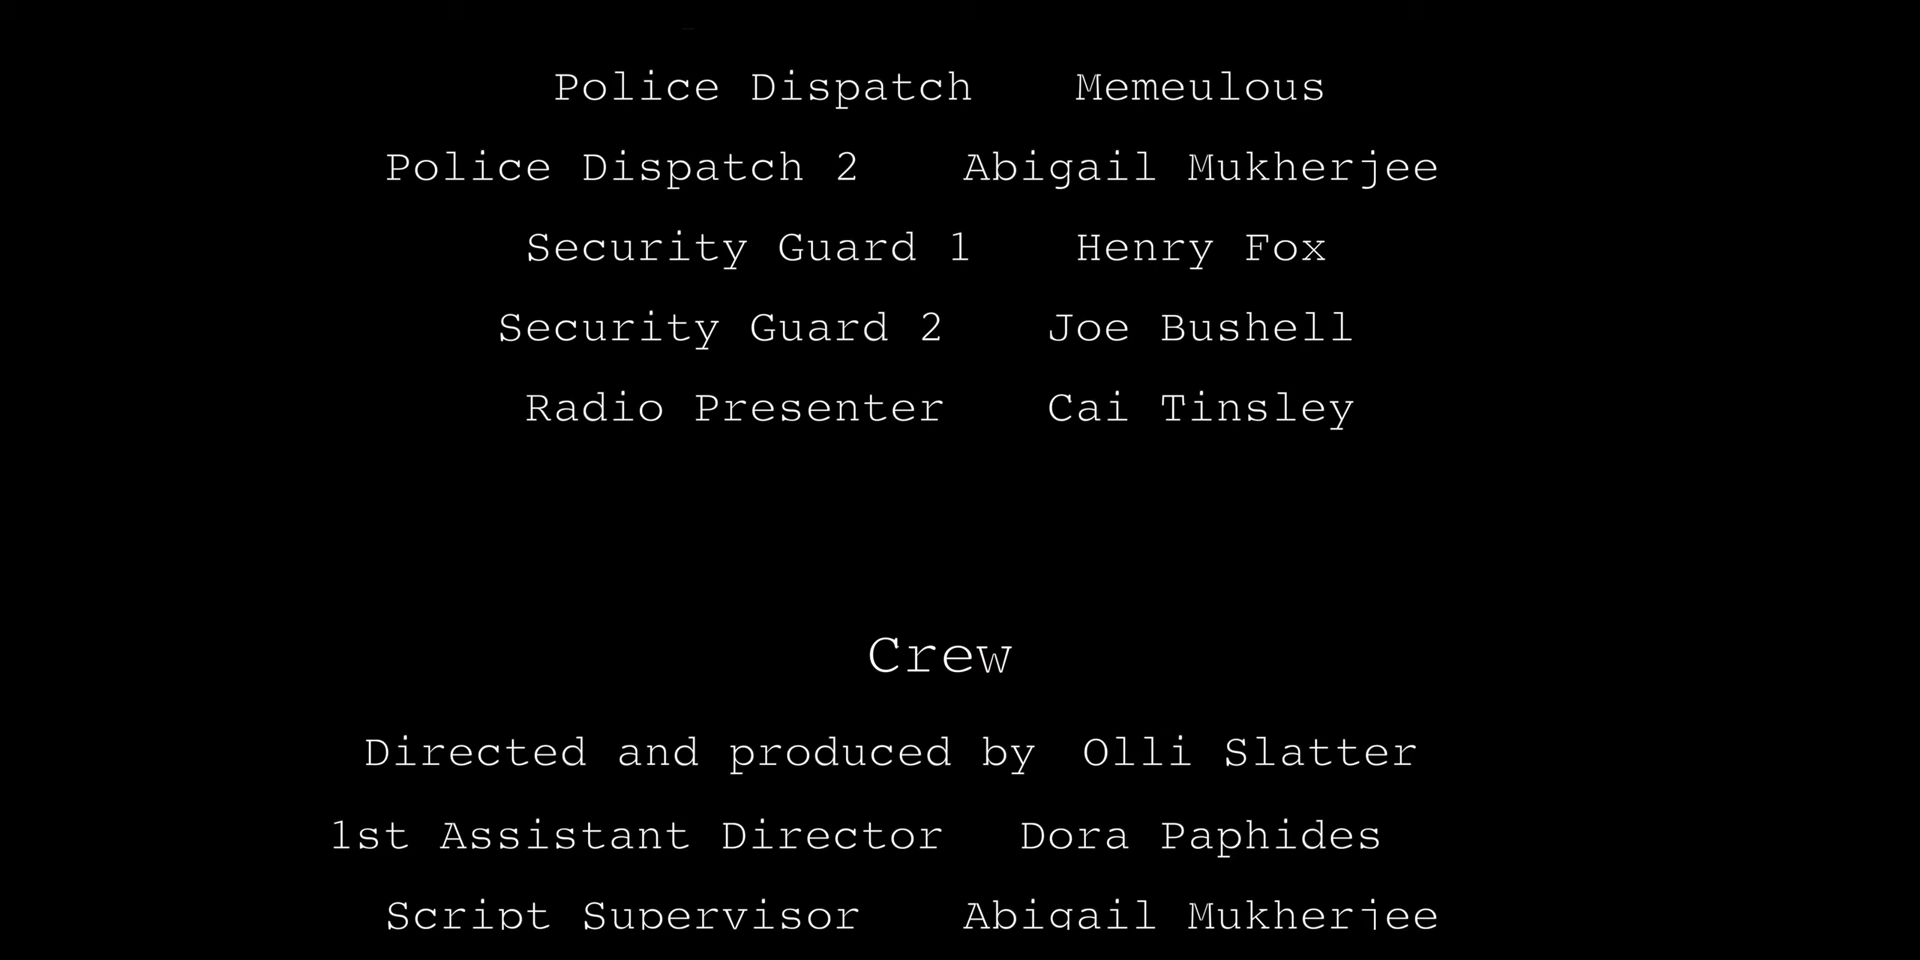 Police Dispatch Memeulous
Police Dispatch 2 Abigail Mukherjee
Security Guard 1 Henry Fox
Security Guard 2 Joe Bushell
Radio Presenter Cai Tinsley
Crew
Directed and produced by Olli Slatter
1st Assistant Director Dora Paphides
Script Supervisor Abigail Mukherjee